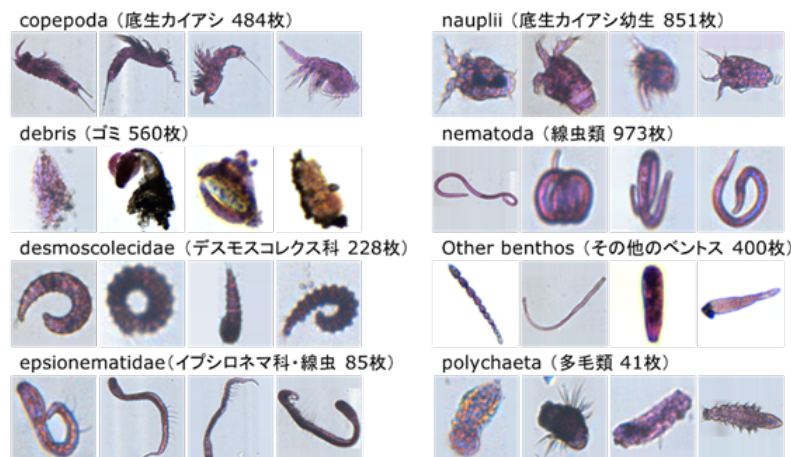 copepoda (底生カイアシ 484枚)
nauplii (底生カイアシ幼生 851枚)
debris (ゴミ 560枚)
nematoda (線虫類 973枚)
desmoscolecidae (デスモスコレクス科 228枚)
Other benthos (その他のベントス 400枚)
epsionematidae(イプシロネマ科・線虫 85枚)
polychaeta (多毛類 41枚)